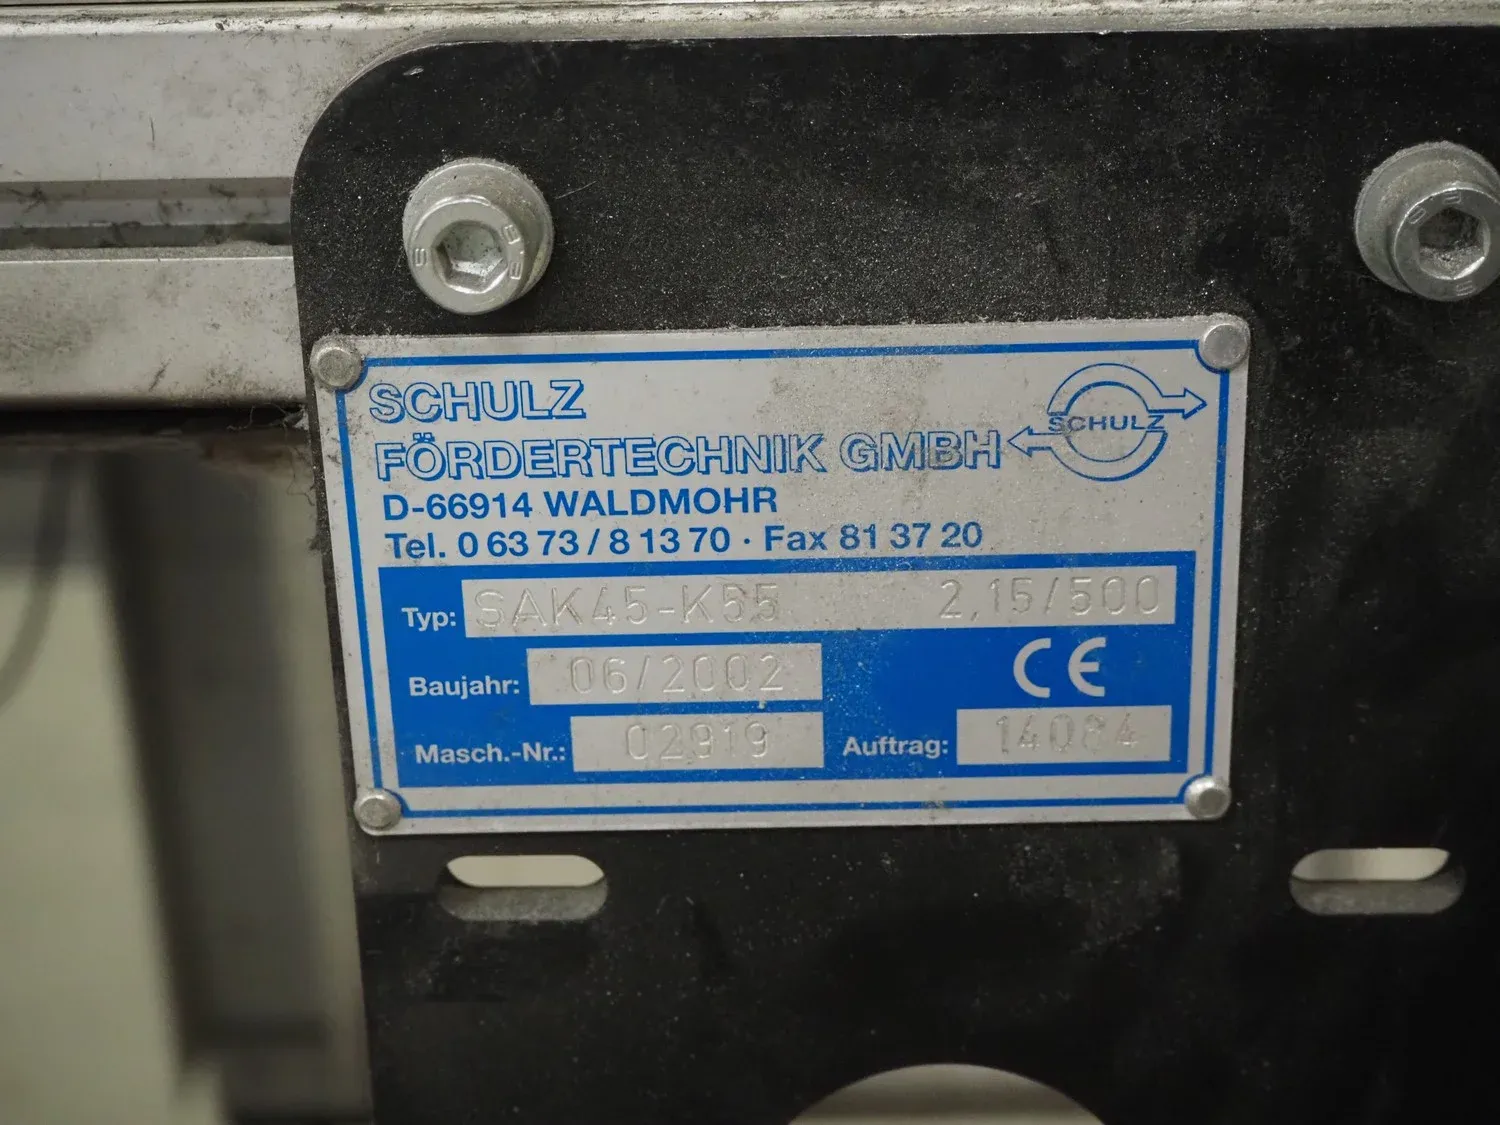 SCHULZ
FÖRDERTECHNIK GMBH
SCHULZ
D-66914 WALDMOHR
Tel. 0 63 73 / 8 13 70 · Fax 81 37 20
Typ: SAK45-K55 2,15/500
Baujahr: 06/2002 CE
Masch.-Nr.: 02919 Auftrag: 14084